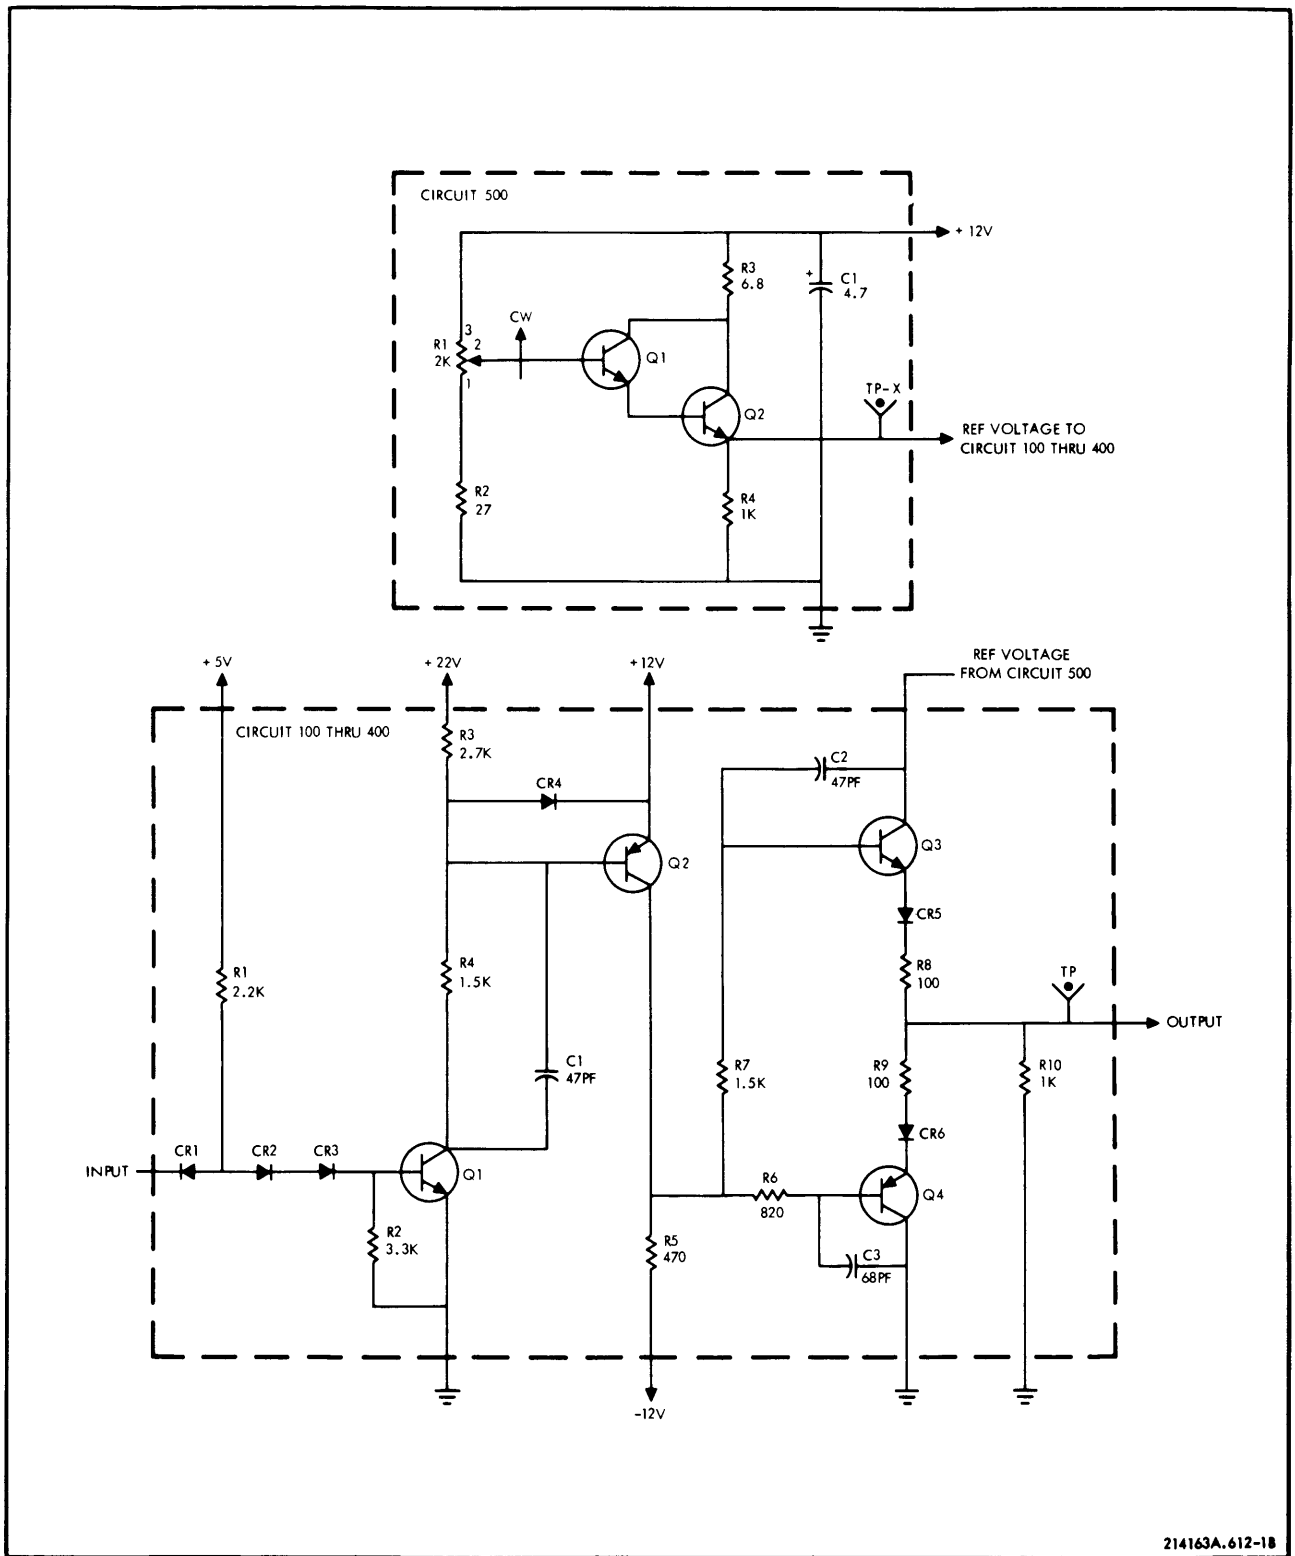 CIRCUIT 500
+ 12V
R3
6.8
+
C1
4.7
CW
3
2
R1
2K
1
Q1
Q2
TP-X
REF VOLTAGE TO
CIRCUIT 100 THRU 400
R2
27
R4
1K
+ 5V
+ 22V
+12V
REF VOLTAGE
FROM CIRCUIT 500
CIRCUIT 100 THRU 400
R3
2.7K
CR4
C2
47PF
Q2
Q3
CR5
R1
2.2K
R4
1.5K
R8
100
TP
OUTPUT
C1
47PF
R7
1.5K
R9
100
R10
1K
CR6
INPUT
CR1
CR2
CR3
Q1
R6
820
Q4
R2
3.3K
R5
470
C3
68PF
-12V
214163A.612-1B